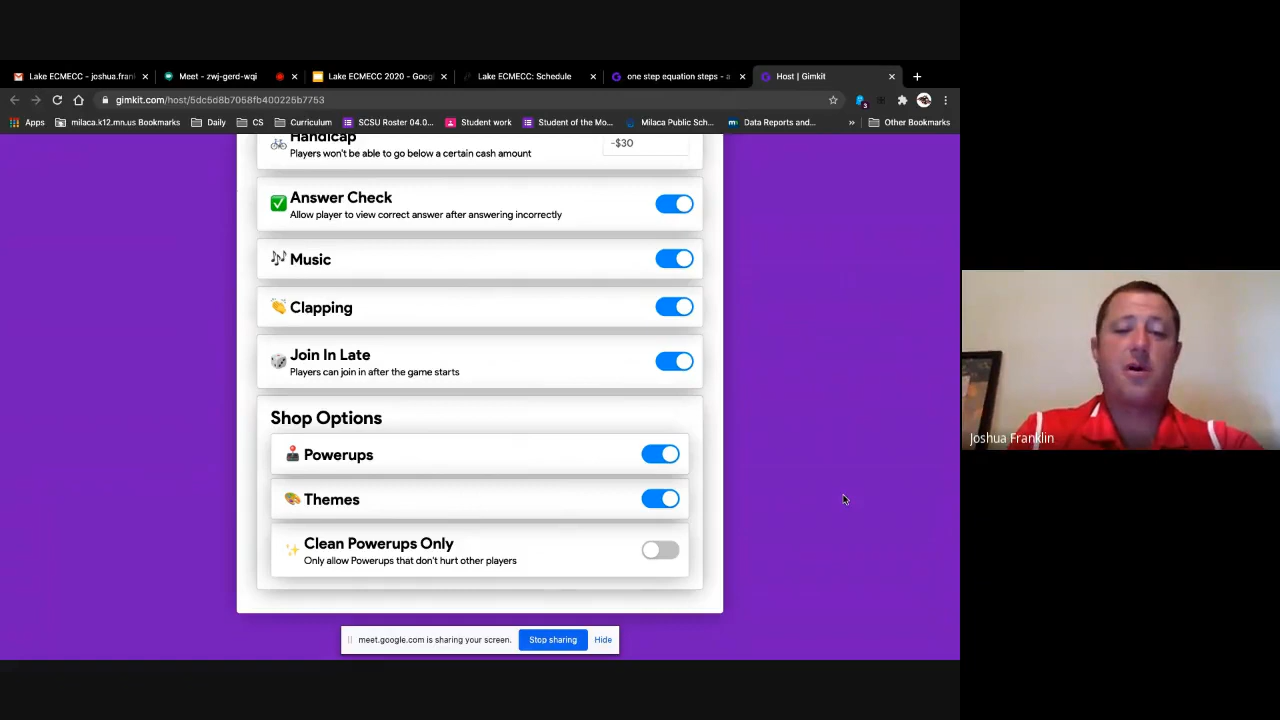 Lake ECMECC - joshua.fran
Meet - zwj-gerd-wqi
Lake ECMECC 2020 - Goog
Lake ECMECC: Schedule
one step equation steps - a
Host | Gimkit
gimkit.com/host/5dc5d8b7058fb400225b7753
Apps
milaca.k12.mn.us Bookmarks
Daily
CS
Curriculum
SCSU Roster 04.0...
Student work
Student of the Mo...
Milaca Public Sch...
Data Reports and...
Other Bookmarks
Handicap
Players won't be able to go below a certain cash amount
-$30
Answer Check
Allow player to view correct answer after answering incorrectly
Music
Clapping
Join In Late
Players can join in after the game starts
Shop Options
Powerups
Themes
Clean Powerups Only
Only allow Powerups that don't hurt other players
meet.google.com is sharing your screen.
Stop sharing
Hide
Joshua Franklin